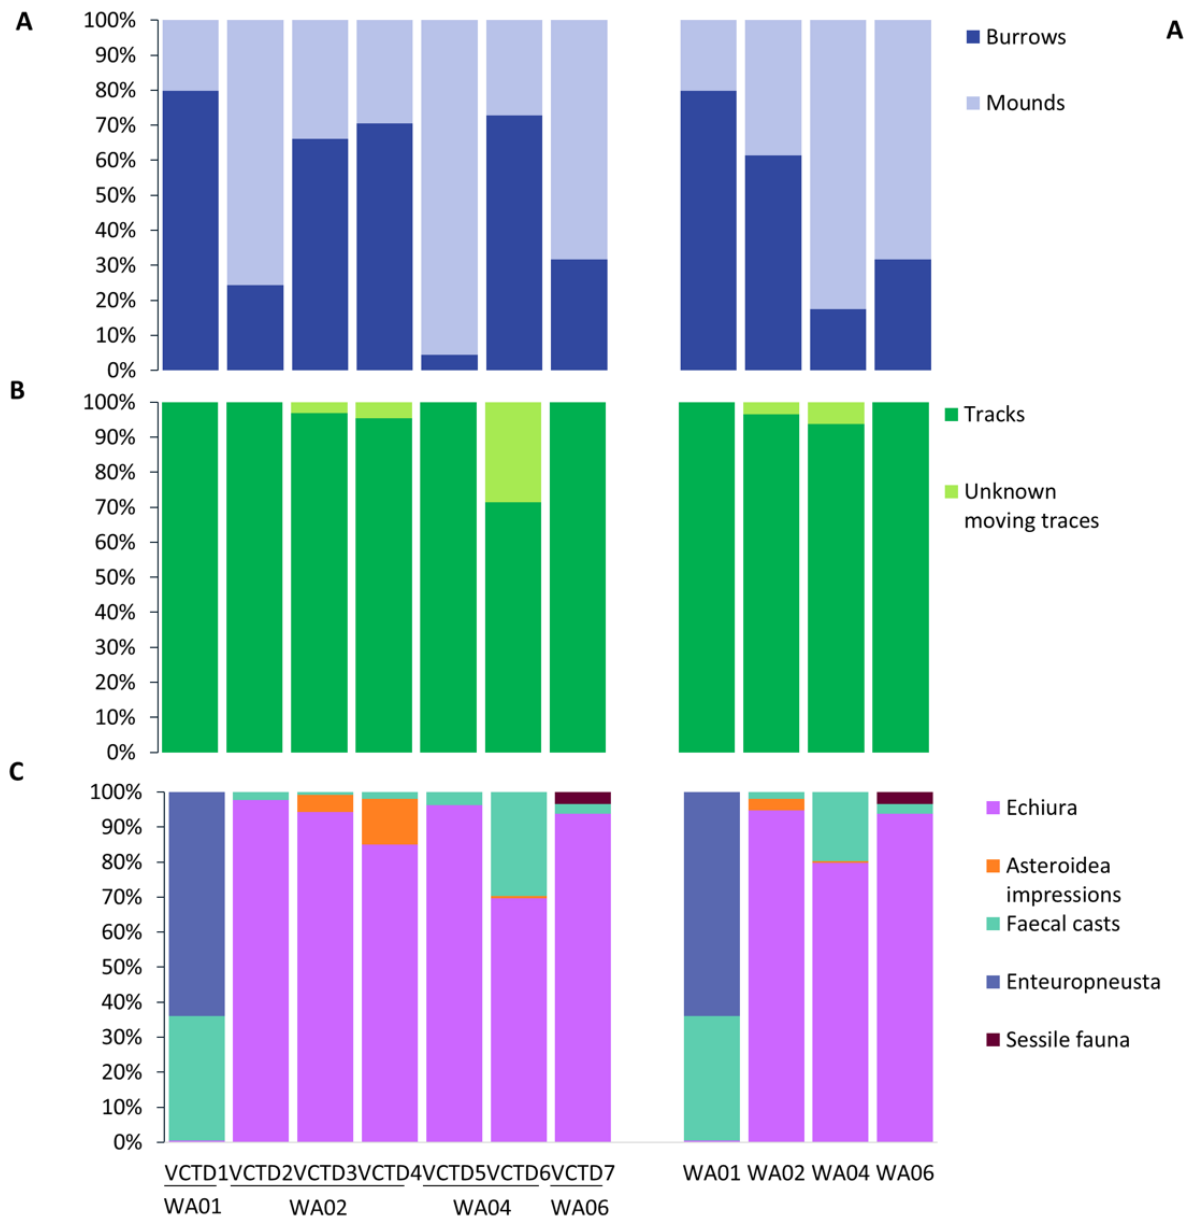 A
A
100%
90%
80%
70%
60%
50%
40%
30%
20%
10%
0%
Burrows
Mounds
B
100%
90%
80%
70%
60%
50%
40%
30%
20%
10%
0%
Tracks
Unknown
moving traces
C
100%
90%
80%
70%
60%
50%
40%
30%
20%
10%
0%
Echiura
Asteroidea
impressions
Faecal casts
Enteuropneusta
Sessile fauna
VCTD1 VCTD2 VCTD3 VCTD4 VCTD5 VCTD6 VCTD7 WA01 WA02 WA04 WA06
WA01 WA02 WA04 WA06